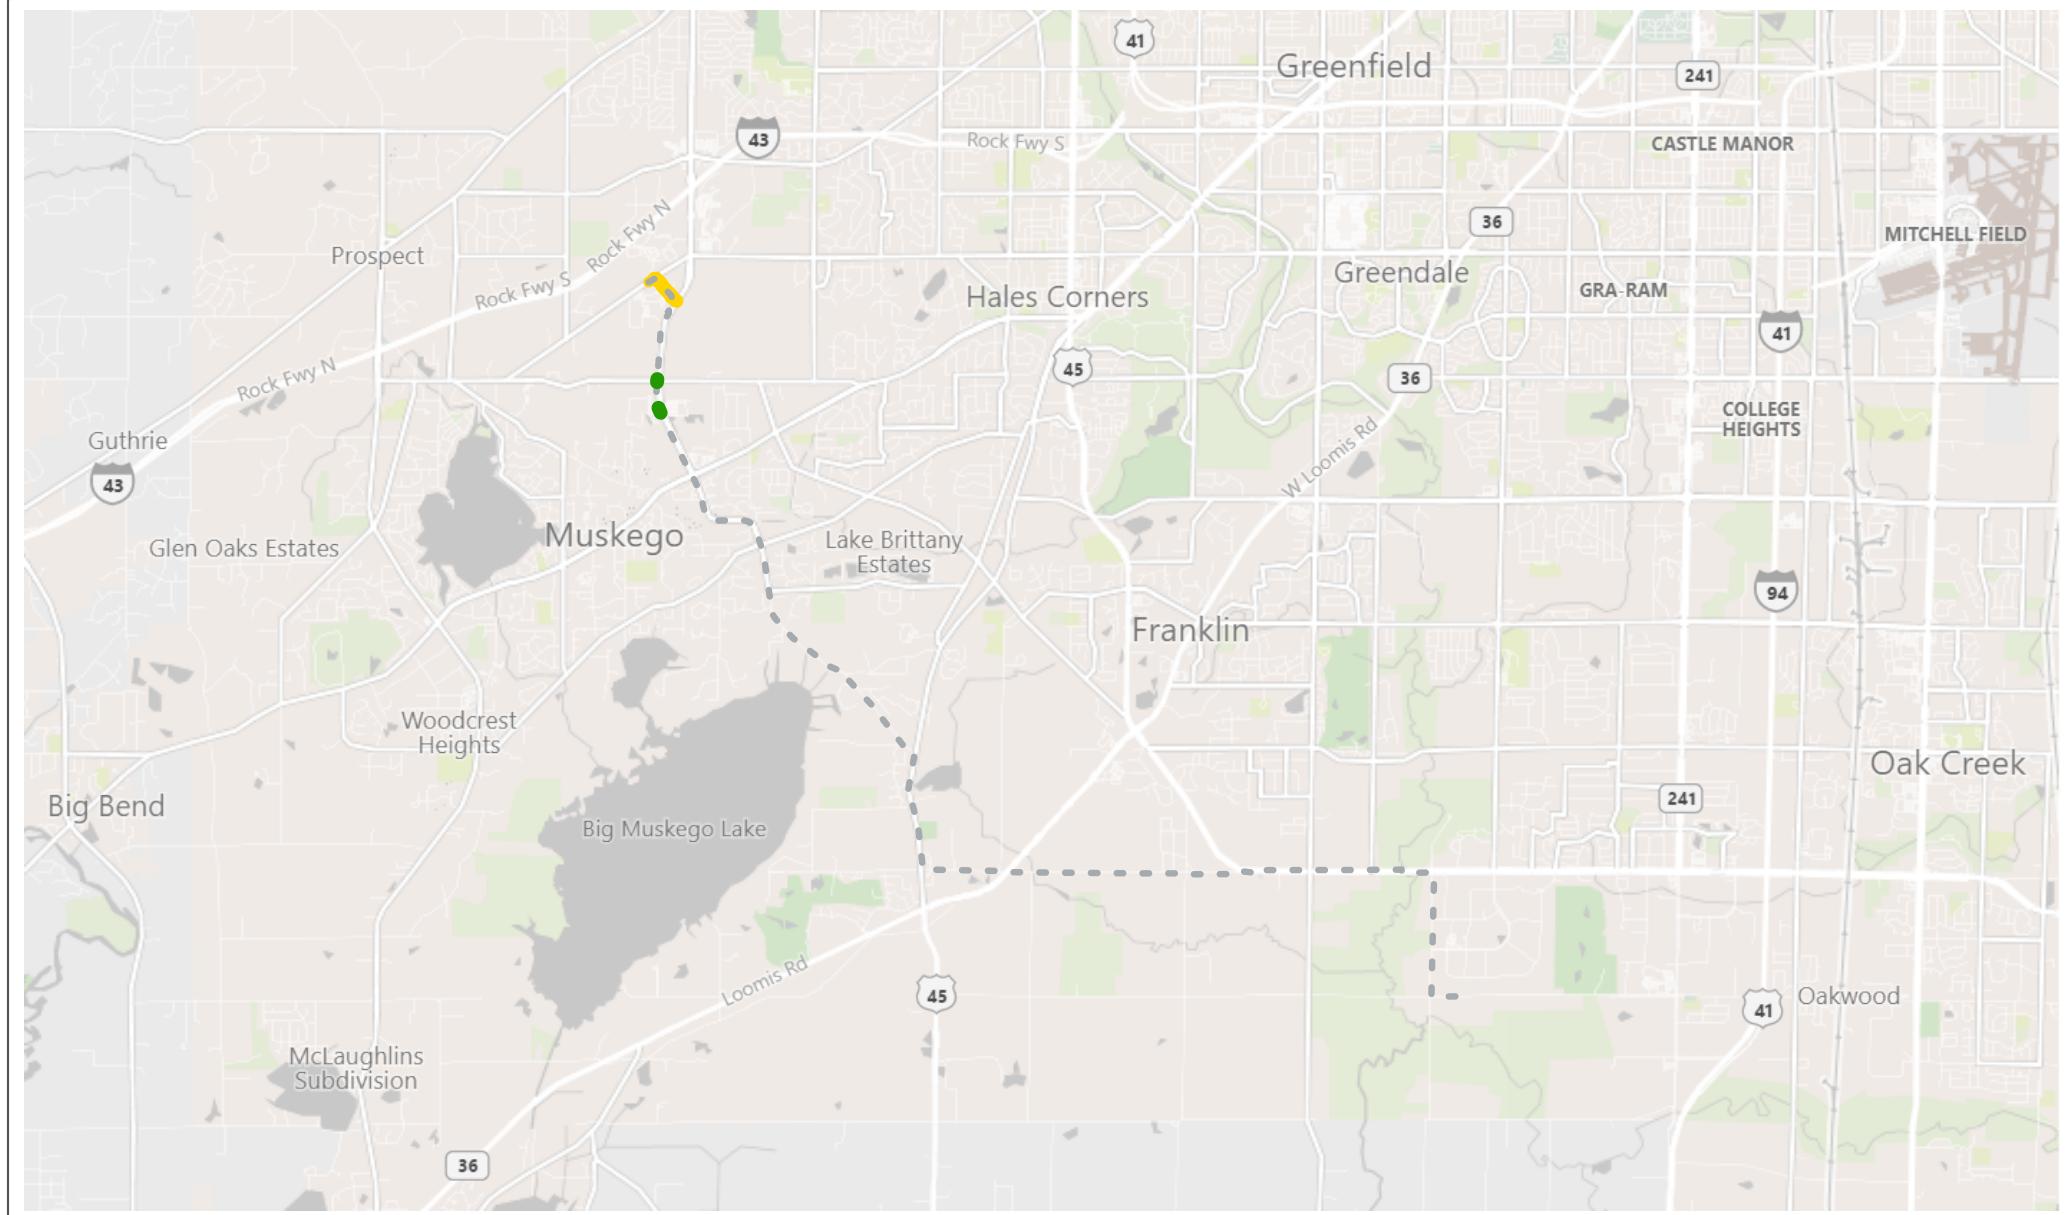 41
Greenfield
241
43
Rock Fwy S
CASTLE MANOR
Rock Fwy N
36
MITCHELL FIELD
Prospect
Greendale
Rock Fwy S
Hales Corners
GRA-RAM
41
Rock Fwy N
45
36
COLLEGE
HEIGHTS
Guthrie
W Loomis Rd
43
Muskego
Glen Oaks Estates
Lake Brittany
Estates
94
Franklin
Woodcrest
Heights
Oak Creek
Big Bend
241
Big Muskego Lake
Loomis Rd
45
Oakwood
41
McLaughlins
Subdivision
36